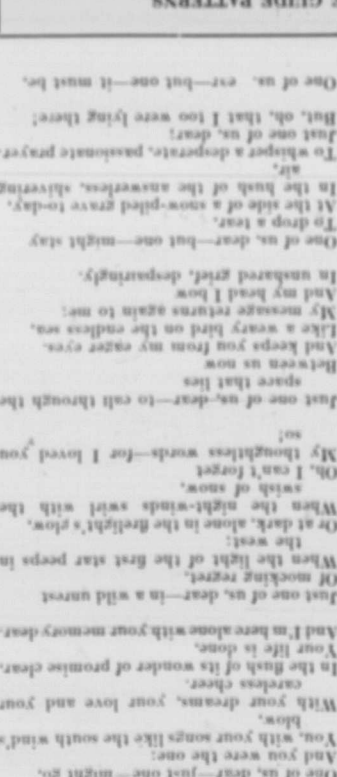 One of us, dear—just one—might go,
And you were the one;
You, with your songs like the south wind's
blow,
With your dreams, your love and your
careless cheer.
In the flush of its wonder of promise clear.
Your life is done,
And I'm here alone with your memory dear.
Just one of us, dear—in a wild unrest
Of mocking regret,
When the light of the first star peeps in
the west;
Or at dark, alone in the firelight's glow,
When the night-winds swirl with the
swish of snow,
Oh, I can't forget
My thoughtless words—for I loved you
so!
Just one of us, dear—to call through the
space that lies
Between us now
And keeps you from my eager eyes.
Like a weary bird on the endless sea,
My message returns again to me;
And my head I bow
In unshared grief, despairingly.
One of us, dear—but one—might stay
To drop a tear.
At the side of a snow-piled grave to-day,
In the hush of the answerless, shivering
air,
To whisper a desperate, passionate prayer.
Just one of us, dear;
But, oh, that I too were lying there!
One of us, ear—but one—it must be.
GUIDE PATTERNS